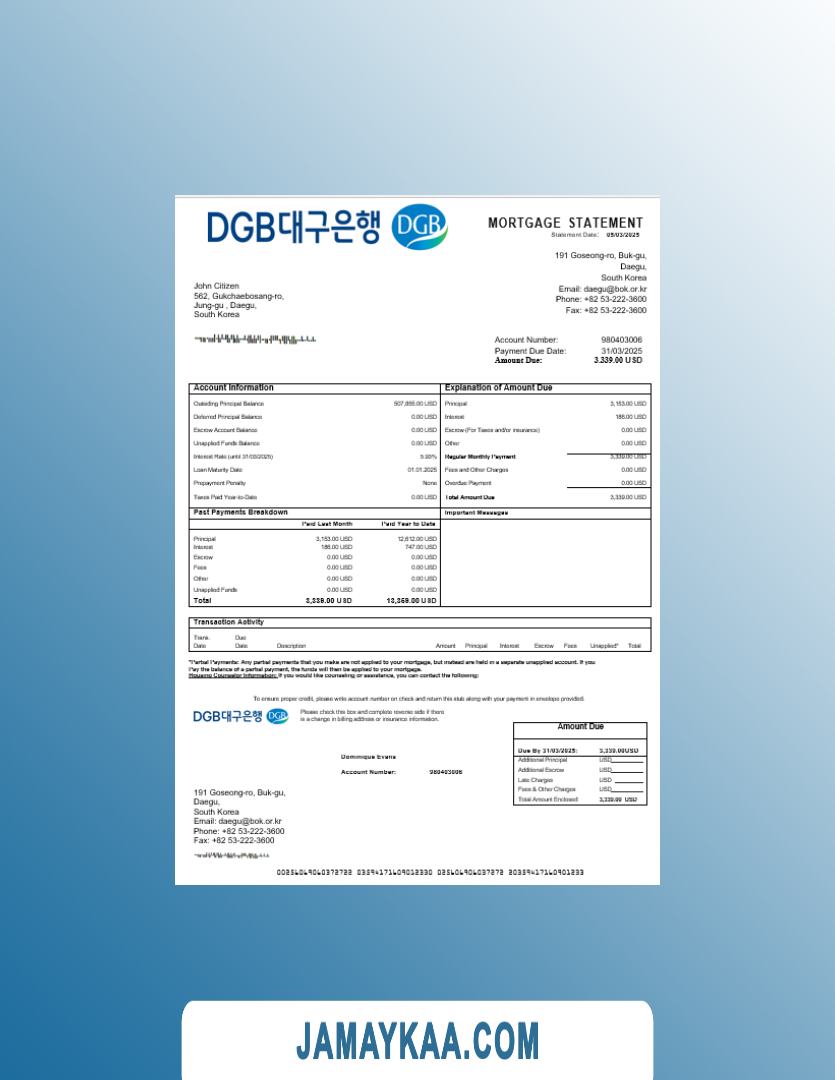 DGB대구은행 DGB
MORTGAGE STATEMENT
Statement Date: 05/03/2025
191 Goseong-ro, Buk-gu,
Daegu,
South Korea
Email: daegu@bok.or.kr
Phone: +82 53-222-3600
Fax: +82 53-222-3600
John Citizen
562, Gukchaebosang-ro,
Jung-gu , Daegu,
South Korea
Account Number: 980403006
Payment Due Date: 31/03/2025
Amount Due: 3.339.00 USD
Account Information
Outstding Principal Balance 507,855.00 USD
Deferred Principal Balance 0.00 USD
Escrow Account Balance 0.00 USD
Unapplied Funds Balance 0.00 USD
Interest Rate (until 31/03/2025)
Loan Maturity Date 01.01.2025
Prepayment Penalty None
Taxes Paid Year-to-Date 0.00 USD
Explanation of Amount Due
Principal 3,153.00 USD
Interest 186.00 USD
Escrow (For Taxes and/or insurance) 0.00 USD
Other 0.00 USD
Regular Monthly Payment 3,339.00 USD
Fees and Other Charges 0.00 USD
Overdue Payment 0.00 USD
Total Amount Due 3,339.00 USD
Past Payments Breakdown
Paid Last Month Paid Year to Date
Principal 3,153.00 USD 12,612.00 USD
Interest 186.00 USD 747.00 USD
Escrow 0.00 USD 0.00 USD
Fees 0.00 USD 0.00 USD
Other 0.00 USD 0.00 USD
Unapplied Funds 0.00 USD 0.00 USD
Total 3,339.00 USD 13,359.00 USD
Important Messages
Transaction Activity
Trans. Due
Date Date Description Amount Principal Interest Escrow Fees Unapplied* Total
*Partial Payments: Any partial payments that you make are not applied to your mortgage, but instead are held in a separate unapplied account. If you
Pay the balance of a partial payment, the funds will then be applied to your mortgage.
Housing Counselor Information: If you would like counseling or assistance, you can contact the following:
To ensure proper credit, please write account number on check and return this stub along with your payment in envelope provided.
DGB대구은행 DGB
Please check this box and complete reverse side if there
is a change in billing address or insurance information.
Dominique Evans
Account Number: 980403006
Amount Due
Due By 31/03/2025: 3,339.00USD
Additional Principal USD
Additional Escrow USD
Late Charges USD
Fees & Other Charges USD
Total Amount Enclosed 3,339.00 USD
191 Goseong-ro, Buk-gu,
Daegu,
South Korea
Email: daegu@bok.or.kr
Phone: +82 53-222-3600
Fax: +82 53-222-3600
JAMAYKAA.COM